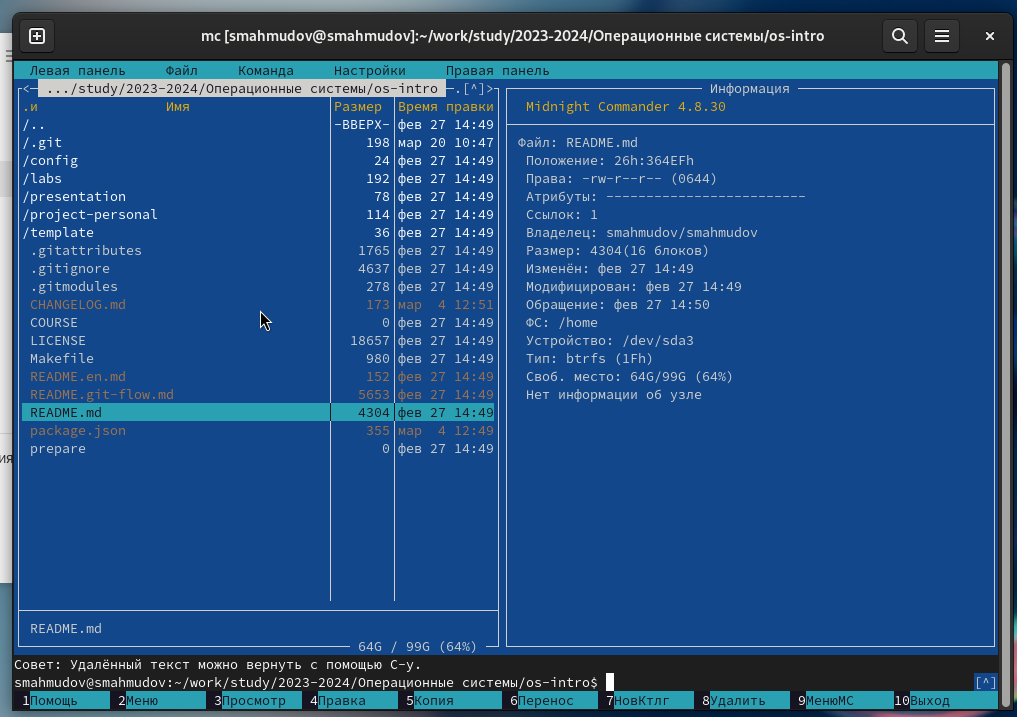 mc [smahmudov@smahmudov]:~/work/study/2023-2024/Операционные системы/os-intro
Левая панель Файл Команда Настройки Правая панель
<─ .../study/2023-2024/Операционные системы/os-intro ─.[^]>
.и Имя Размер Время правки
/.. -ВВЕРХ- фев 27 14:49
/.git 198 мар 20 10:47
/config 24 фев 27 14:49
/labs 192 фев 27 14:49
/presentation 78 фев 27 14:49
/project-personal 114 фев 27 14:49
/template 36 фев 27 14:49
.gitattributes 1765 фев 27 14:49
.gitignore 4637 фев 27 14:49
.gitmodules 278 фев 27 14:49
CHANGELOG.md 173 мар 4 12:51
COURSE 0 фев 27 14:49
LICENSE 18657 фев 27 14:49
Makefile 980 фев 27 14:49
README.en.md 152 фев 27 14:49
README.git-flow.md 5653 фев 27 14:49
README.md 4304 фев 27 14:49
package.json 355 мар 4 12:49
prepare 0 фев 27 14:49
README.md
64G / 99G (64%)
Информация
Midnight Commander 4.8.30
Файл: README.md
Положение: 26h:364EFh
Права: -rw-r--r-- (0644)
Атрибуты: -------------------------
Ссылок: 1
Владелец: smahmudov/smahmudov
Размер: 4304(16 блоков)
Изменён: фев 27 14:49
Модифицирован: фев 27 14:49
Обращение: фев 27 14:50
ФС: /home
Устройство: /dev/sda3
Тип: btrfs (1Fh)
Своб. место: 64G/99G (64%)
Нет информации об узле
Совет: Удалённый текст можно вернуть с помощью C-y.
smahmudov@smahmudov:~/work/study/2023-2024/Операционные системы/os-intro$ [^]
1Помощь 2Меню 3Просмотр 4Правка 5Копия 6Перенос 7НовКтлг 8Удалить 9МенюMC 10Выход